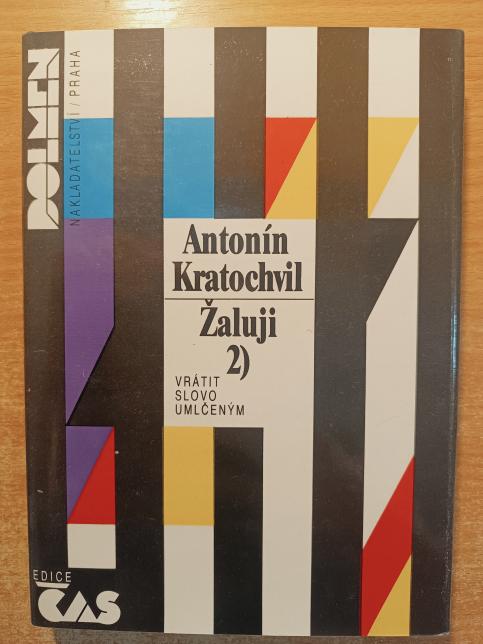 DOLMEN
NAKLADATELSTVÍ / PRAHA
Antonín
Kratochvil
Žaluji
2)
VRÁTIT
SLOVO
UMLČENÝM
EDICE
ČAS